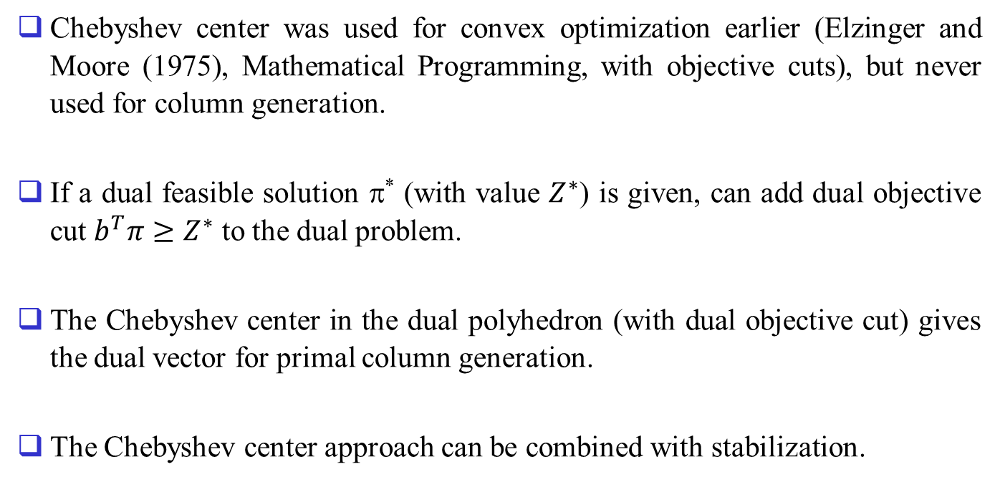 ❑ Chebyshev center was used for convex optimization earlier (Elzinger and
Moore (1975), Mathematical Programming, with objective cuts), but never
used for column generation.
❑ If a dual feasible solution π* (with value Z*) is given, can add dual objective
cut bᵀπ ≥ Z* to the dual problem.
❑ The Chebyshev center in the dual polyhedron (with dual objective cut) gives
the dual vector for primal column generation.
❑ The Chebyshev center approach can be combined with stabilization.